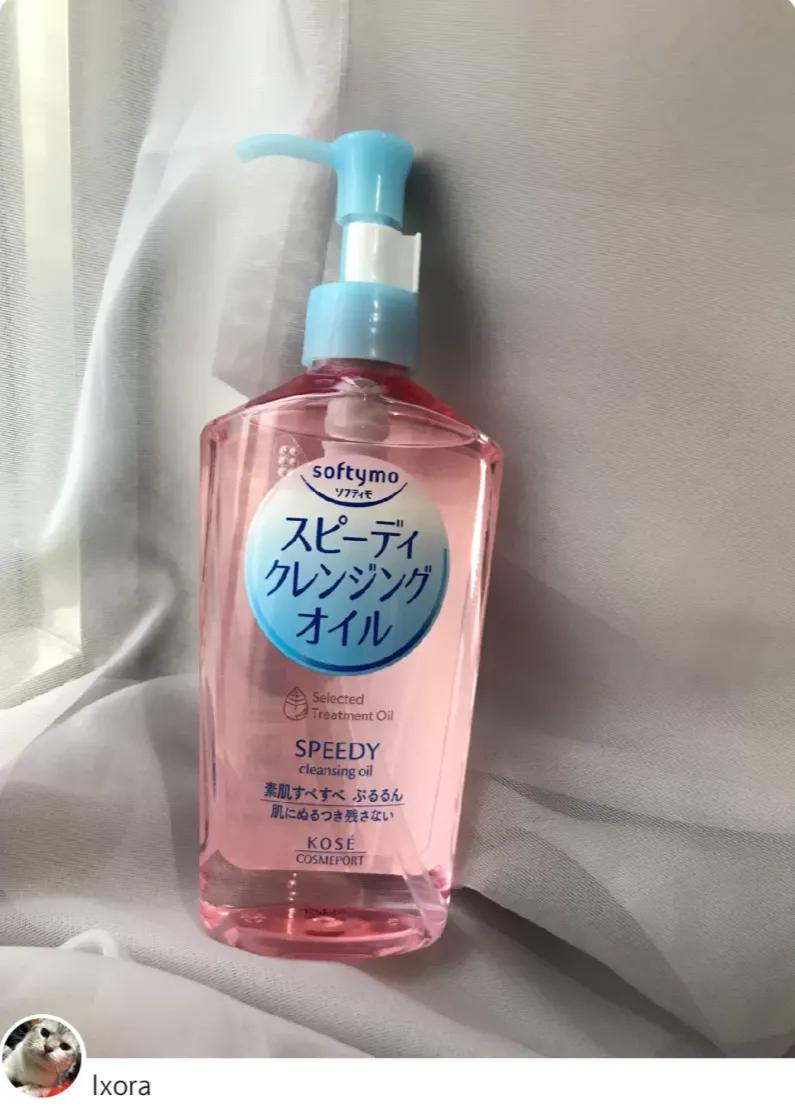 softymo
ソフティモ
スピーディ
クレンジング
オイル
Selected
Treatment Oil
SPEEDY
cleansing oil
素肌すべすべ ぷるるん
肌にぬるつき残さない
KOSÉ
COSMEPORT
Ixora